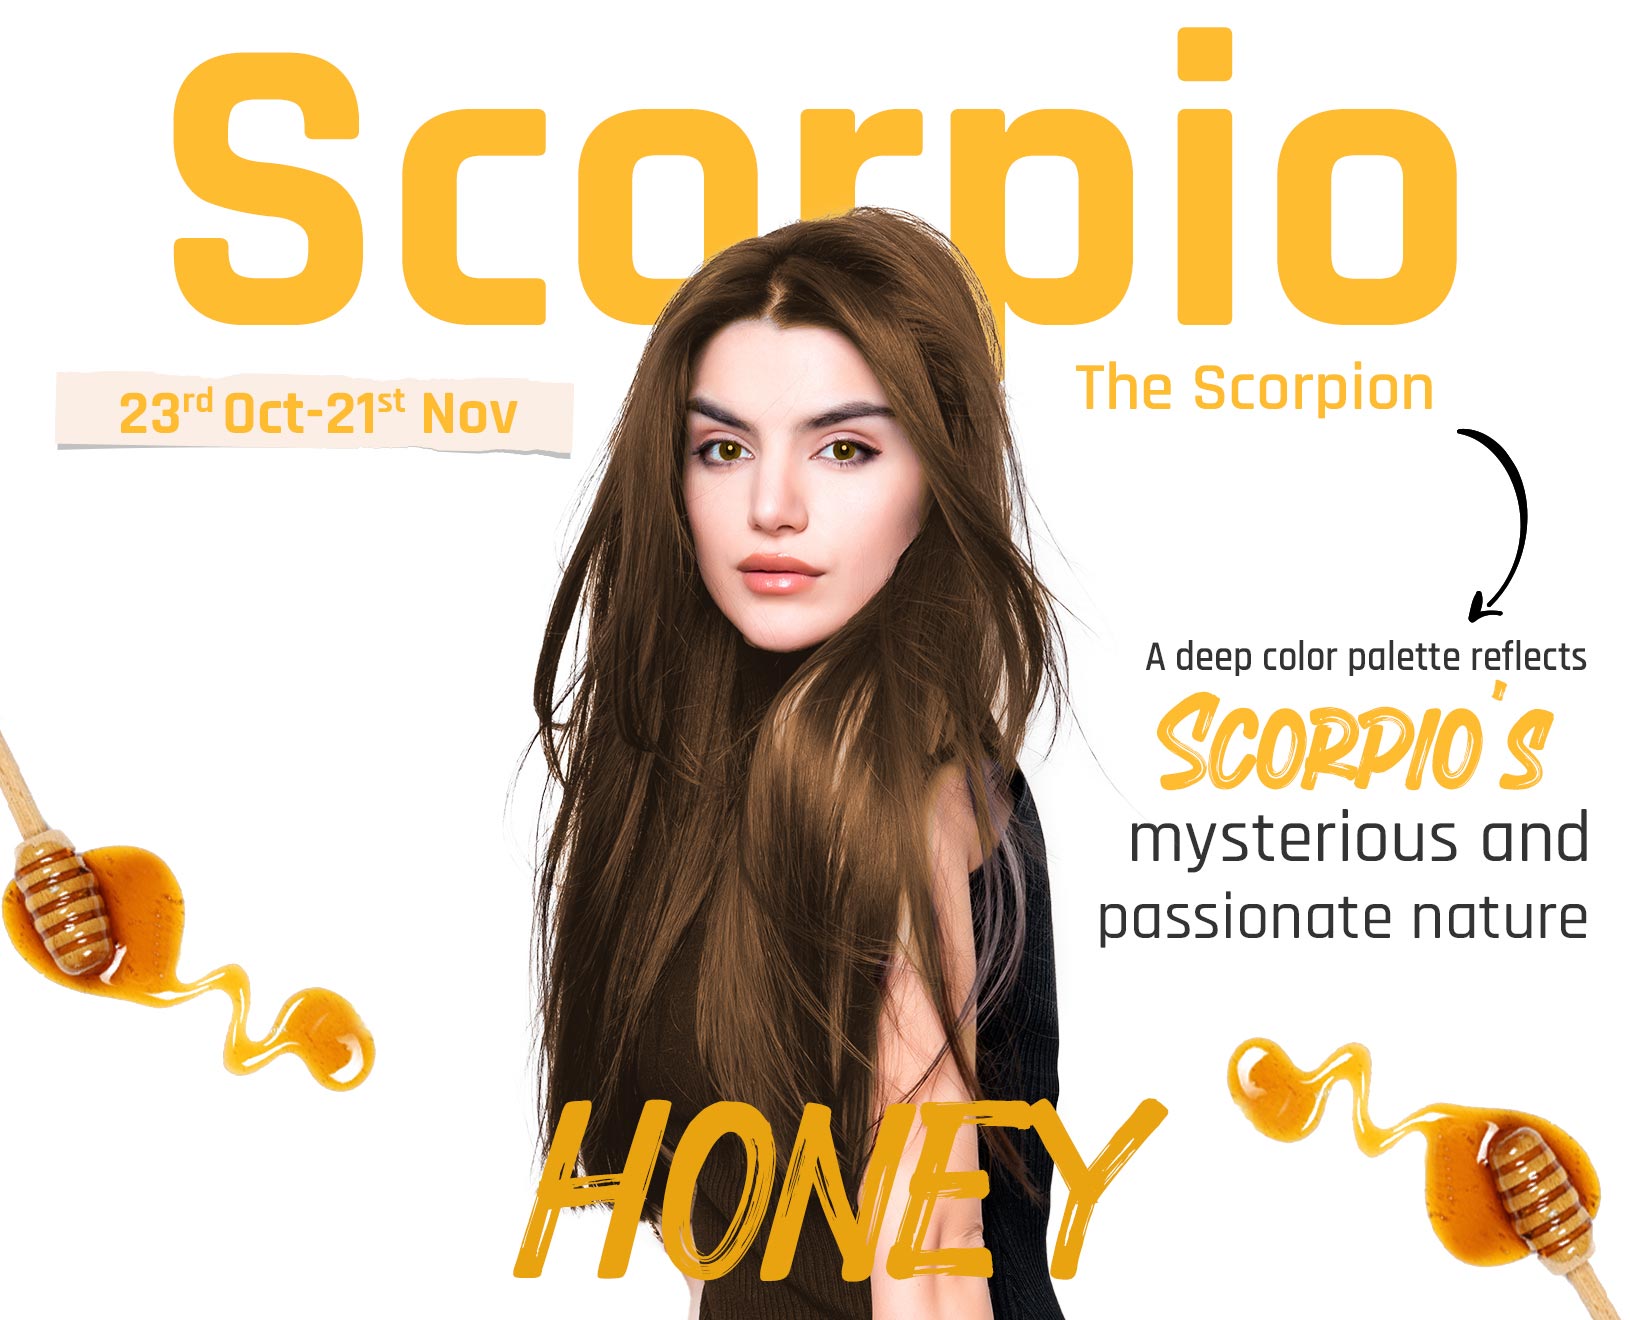 Scorpio
23rd Oct-21st Nov
The Scorpion
A deep color palette reflects
SCORPIO'S
mysterious and
passionate nature
HONEY